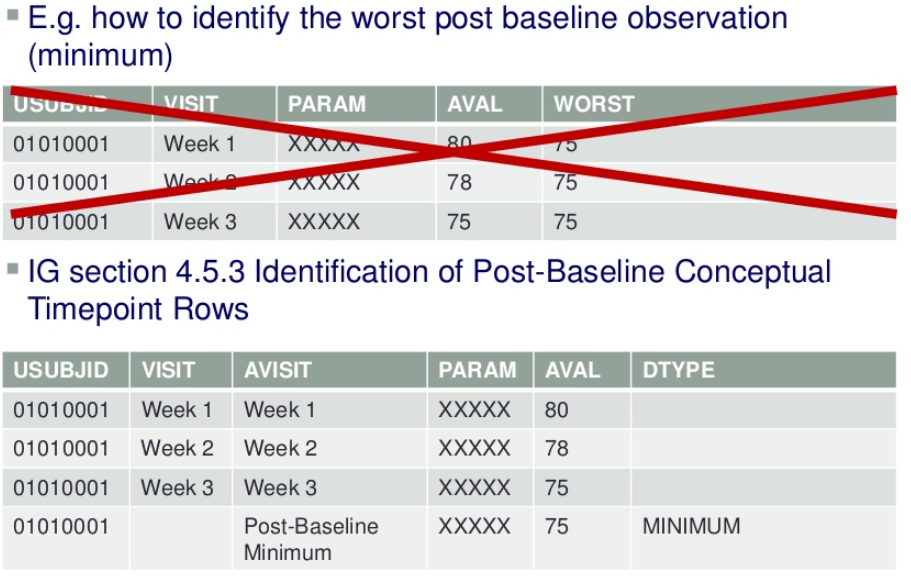 E.g. how to identify the worst post baseline observation
(minimum)
USUBJID VISIT PARAM AVAL WORST
01010001 Week 1 XXXXX 80 75
01010001 Week 2 XXXXX 78 75
01010001 Week 3 XXXXX 75 75
IG section 4.5.3 Identification of Post-Baseline Conceptual
Timepoint Rows
USUBJID VISIT AVISIT PARAM AVAL DTYPE
01010001 Week 1 Week 1 XXXXX 80
01010001 Week 2 Week 2 XXXXX 78
01010001 Week 3 Week 3 XXXXX 75
01010001 Post-Baseline XXXXX 75 MINIMUM
Minimum